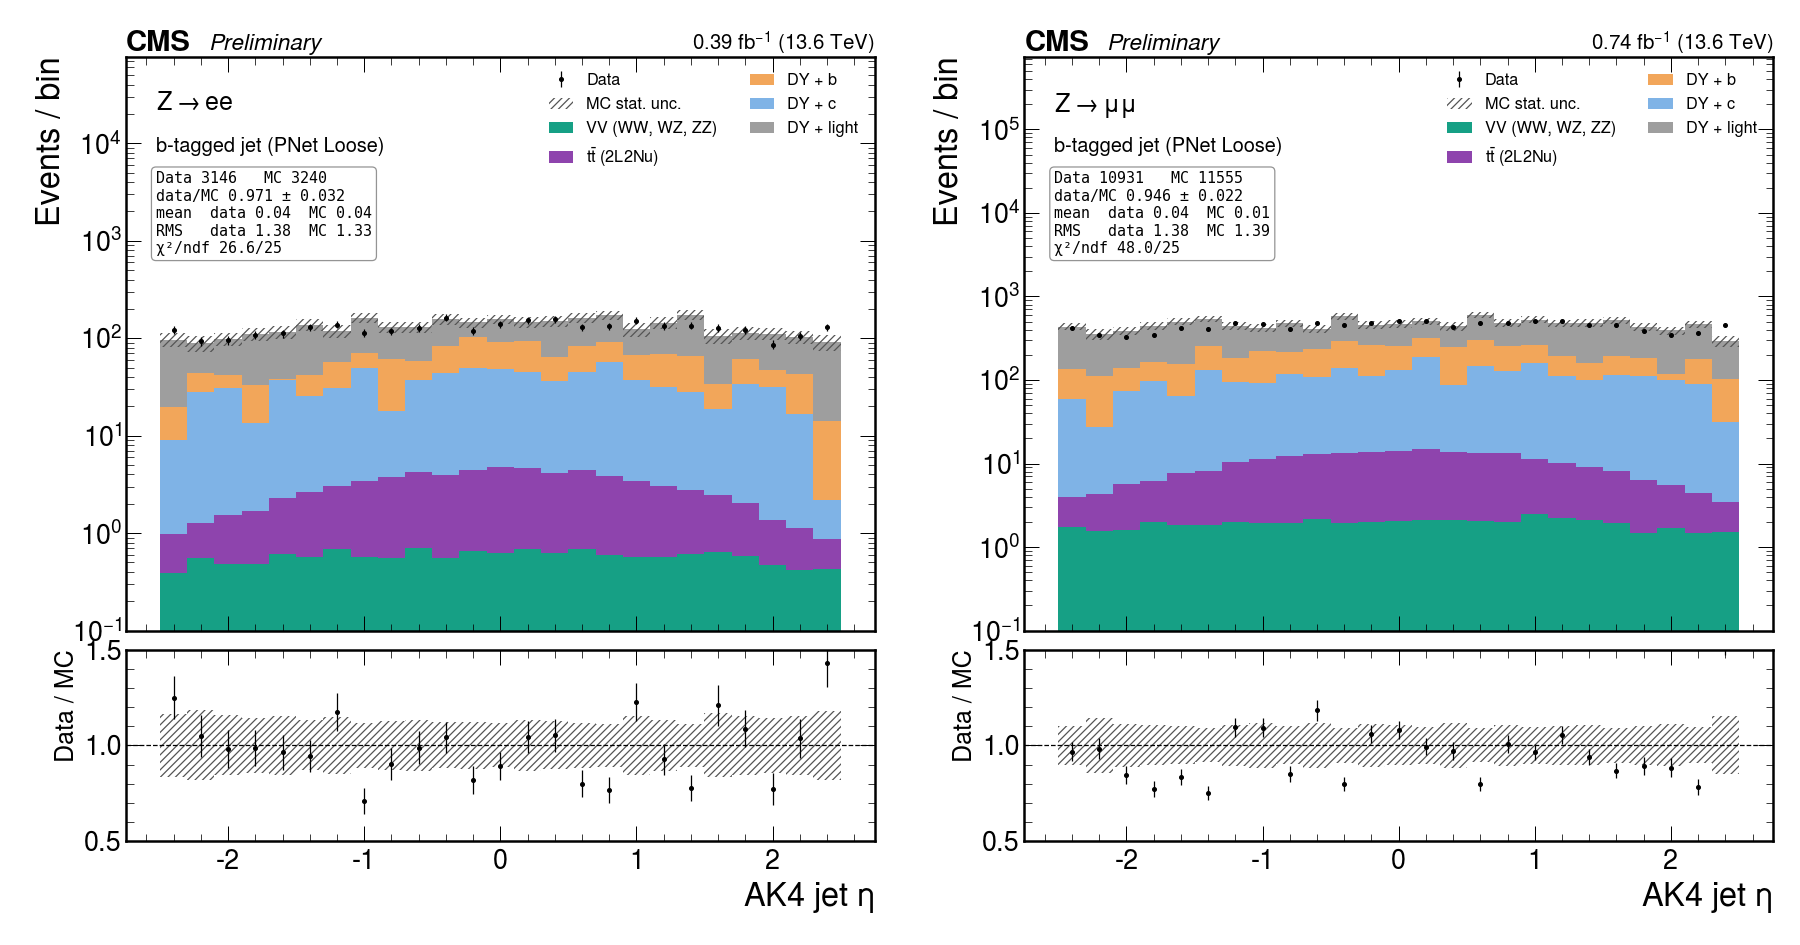 CMS Preliminary 0.39 fb⁻¹ (13.6 TeV)
Events / bin
Z → ee
b-tagged jet (PNet Loose)
Data 3146   MC 3240
data/MC 0.971 ± 0.032
mean  data 0.04  MC 0.04
RMS   data 1.38  MC 1.33
χ²/ndf 26.6/25
Data
MC stat. unc.
VV (WW, WZ, ZZ)
tt̄ (2L2Nu)
DY + b
DY + c
DY + light
10⁴
10³
10²
10¹
10⁰
10⁻¹
Data / MC
1.5
1.0
0.5
-2 -1 0 1 2
AK4 jet η
CMS Preliminary 0.74 fb⁻¹ (13.6 TeV)
Events / bin
Z → μμ
b-tagged jet (PNet Loose)
Data 10931   MC 11555
data/MC 0.946 ± 0.022
mean  data 0.04  MC 0.01
RMS   data 1.38  MC 1.39
χ²/ndf 48.0/25
Data
MC stat. unc.
VV (WW, WZ, ZZ)
tt̄ (2L2Nu)
DY + b
DY + c
DY + light
10⁵
10⁴
10³
10²
10¹
10⁰
10⁻¹
Data / MC
1.5
1.0
0.5
-2 -1 0 1 2
AK4 jet η